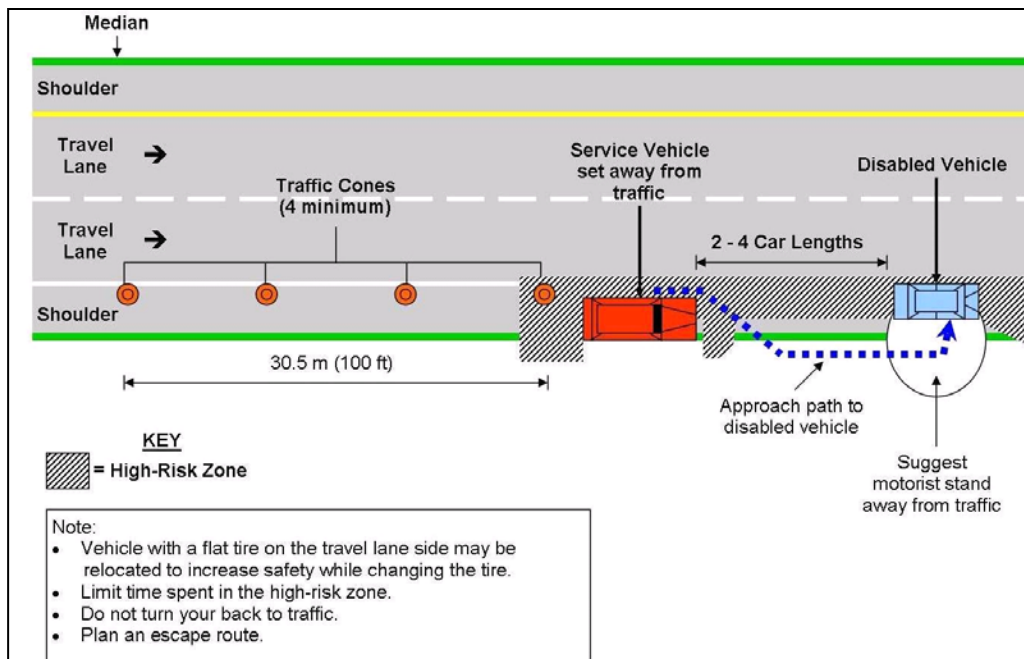 Median
Shoulder
Travel
Lane
Service Vehicle
set away from
traffic
Disabled Vehicle
Traffic Cones
(4 minimum)
Travel
Lane
2 - 4 Car Lengths
Shoulder
30.5 m (100 ft)
Approach path to
disabled vehicle
KEY
= High-Risk Zone
Suggest
motorist stand
away from traffic
Note:
• Vehicle with a flat tire on the travel lane side may be
relocated to increase safety while changing the tire.
• Limit time spent in the high-risk zone.
• Do not turn your back to traffic.
• Plan an escape route.